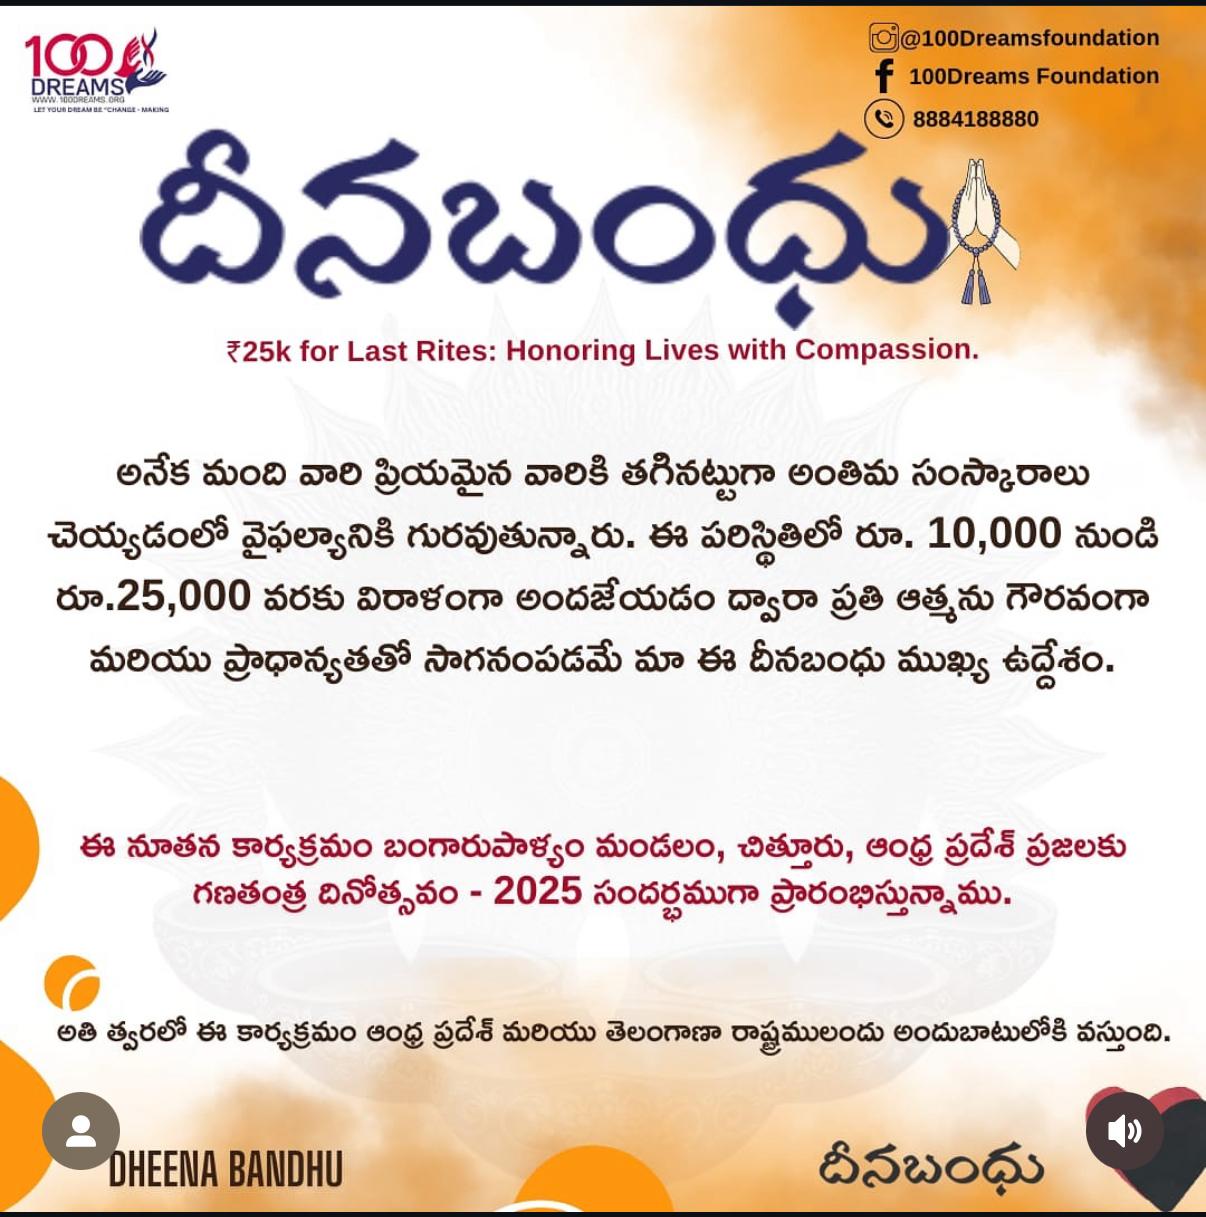 100
DREAMS
WWW.100DREAMS.ORG
LET YOUR DREAM BE "CHANGE - MAKING
@100Dreamsfoundation
100Dreams Foundation
8884188880
దీనబంధు
₹25k for Last Rites: Honoring Lives with Compassion.
అనేక మంది వారి ప్రియమైన వారికి తగినట్టుగా అంతిమ సంస్కారాలు
చెయ్యడంలో వైఫల్యానికి గురవుతున్నారు. ఈ పరిస్థితిలో రూ. 10,000 నుండి
రూ.25,000 వరకు విరాళంగా అందజేయడం ద్వారా ప్రతి ఆత్మను గౌరవంగా
మరియు ప్రాధాన్యతతో సాగనంపడమే మా ఈ దీనబంధు ముఖ్య ఉద్దేశం.
ఈ నూతన కార్యక్రమం బంగారుపాళ్యం మండలం, చిత్తూరు, ఆంధ్ర ప్రదేశ్ ప్రజలకు
గణతంత్ర దినోత్సవం - 2025 సందర్భముగా ప్రారంభిస్తున్నాము.
అతి త్వరలో ఈ కార్యక్రమం ఆంధ్ర ప్రదేశ్ మరియు తెలంగాణా రాష్ట్రములందు అందుబాటులోకి వస్తుంది.
DHEENA BANDHU
దీనబంధు